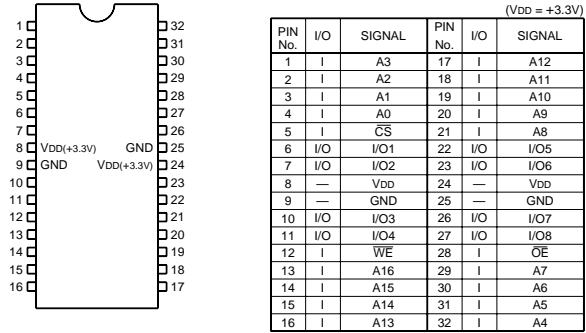 (VDD = +3.3V)
1 32
2 31
3 30
4 29
5 28
6 27
7 26
8 VDD(+3.3V) GND 25
9 GND VDD(+3.3V) 24
10 23
11 22
12 21
13 20
14 19
15 18
16 17
PIN No. I/O SIGNAL PIN No. I/O SIGNAL
1 I A3 17 I A12
2 I A2 18 I A11
3 I A1 19 I A10
4 I A0 20 I A9
5 I C̅S̅ 21 I A8
6 I/O I/O1 22 I/O I/O5
7 I/O I/O2 23 I/O I/O6
8 — VDD 24 — VDD
9 — GND 25 — GND
10 I/O I/O3 26 I/O I/O7
11 I/O I/O4 27 I/O I/O8
12 I W̅E̅ 28 I O̅E̅
13 I A16 29 I A7
14 I A15 30 I A6
15 I A14 31 I A5
16 I A13 32 I A4